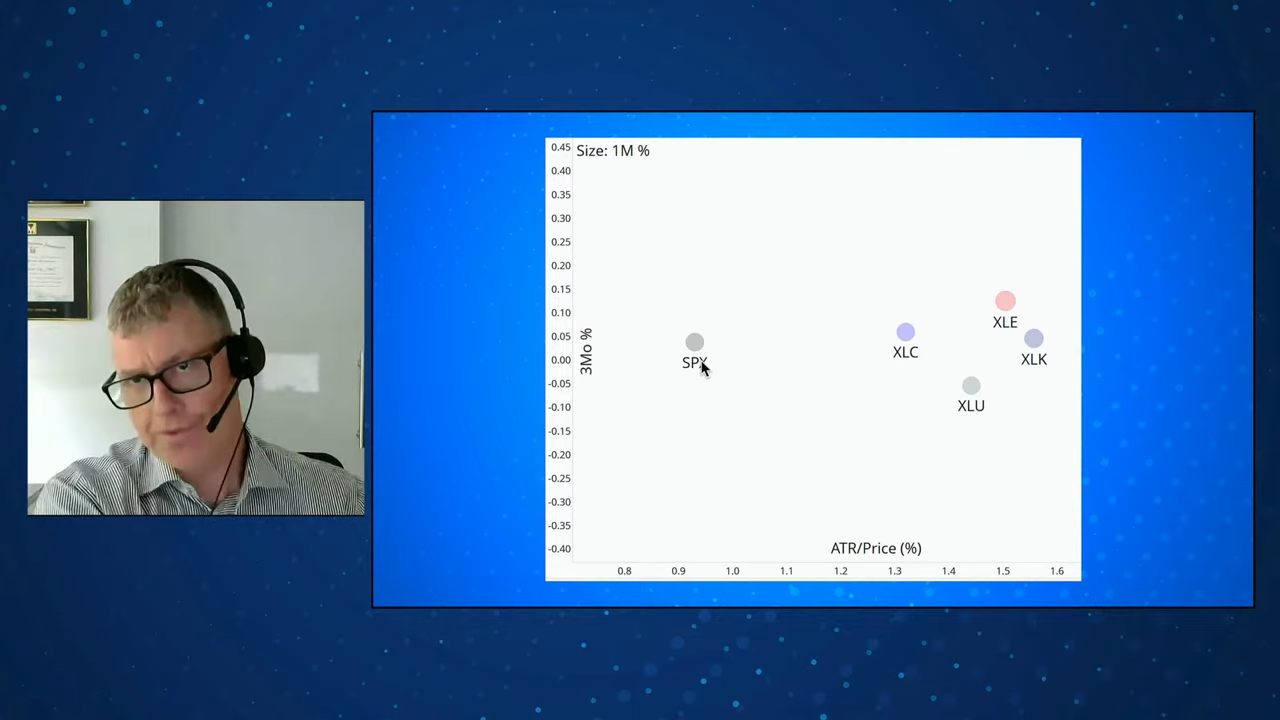 Size: 1M %
0.45
0.40
0.35
0.30
0.25
0.20
0.15
0.10
0.05
0.00
-0.05
-0.10
-0.15
-0.20
-0.25
-0.30
-0.35
-0.40
3Mo %
SPX
XLC
XLE
XLK
XLU
ATR/Price (%)
0.8 0.9 1.0 1.1 1.2 1.3 1.4 1.5 1.6